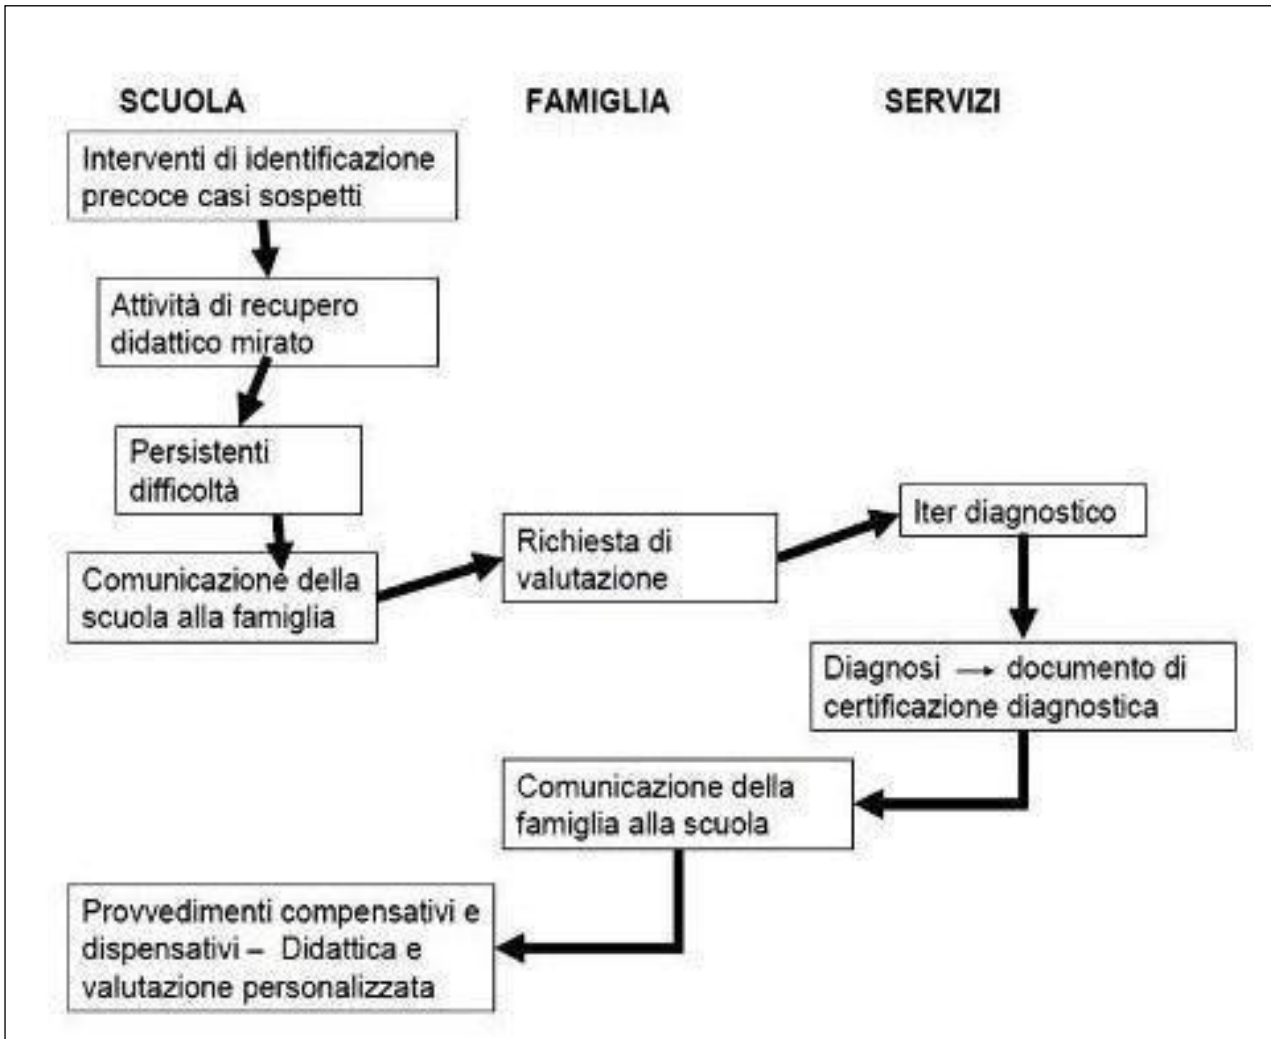 SCUOLA FAMIGLIA SERVIZI
Interventi di identificazione
precoce casi sospetti
Attività di recupero
didattico mirato
Persistenti
difficoltà
Comunicazione della
scuola alla famiglia
Richiesta di
valutazione
Iter diagnostico
Diagnosi → documento di
certificazione diagnostica
Comunicazione della
famiglia alla scuola
Provvedimenti compensativi e
dispensativi – Didattica e
valutazione personalizzata